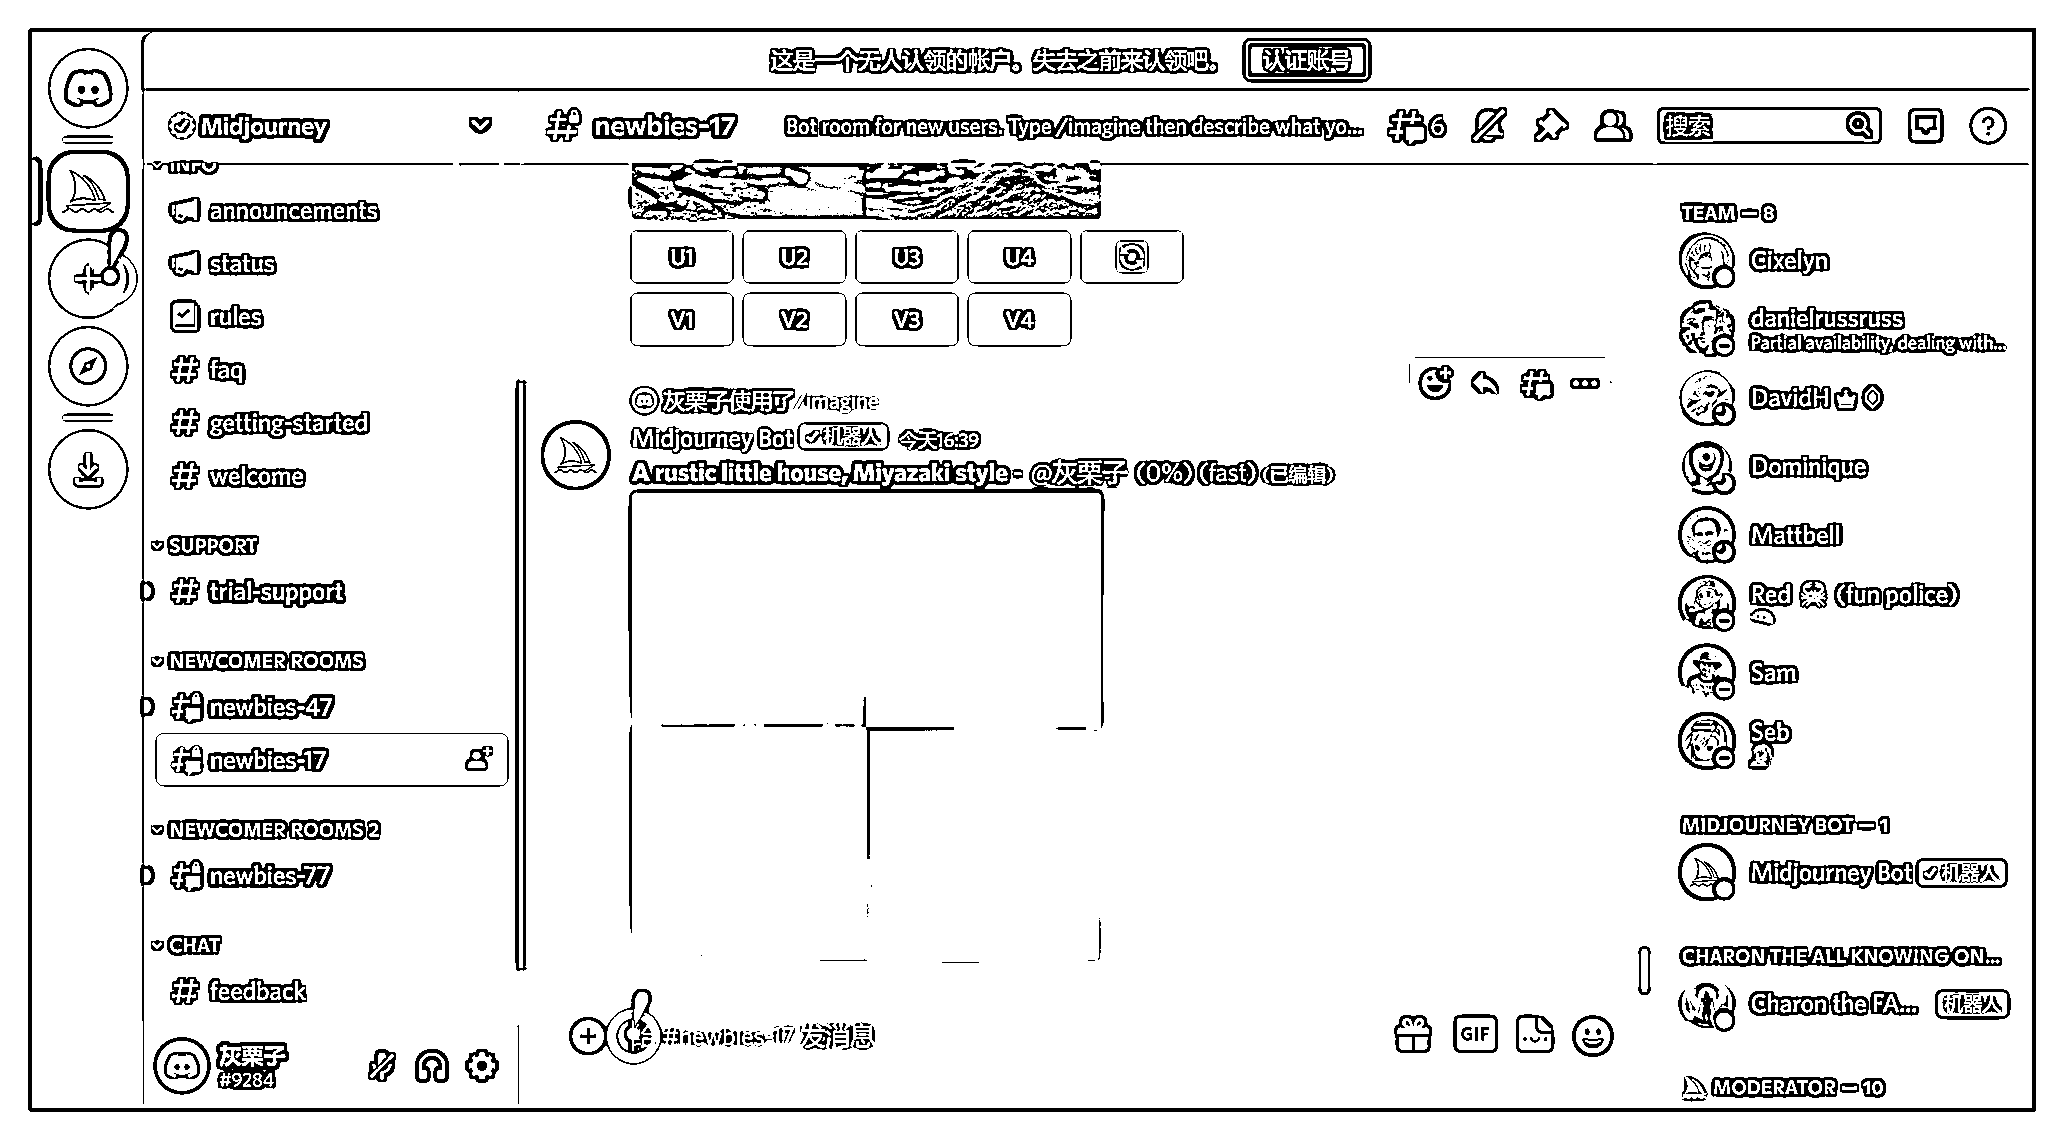 这是一个无人认领的帐户。失去之前来认领吧。 认证账号
Midjourney
newbies-17 Bot room for new users. Type /imagine then describe what yo... 6 搜索
INFO
announcements
status
rules
faq
getting-started
welcome
SUPPORT
trial-support
NEWCOMER ROOMS
newbies-47
newbies-17
NEWCOMER ROOMS 2
newbies-77
CHAT
feedback
灰栗子
#9284
U1 U2 U3 U4
V1 V2 V3 V4
灰栗子使用了 /imagine
Midjourney Bot 机器人 今天16:39
A rustic little house, Miyazaki style - @灰栗子 (0%) (fast) (已编辑)
#newbies-17 发消息
GIF
TEAM — 8
Cixelyn
danielrussruss
Partial availability, dealing with...
DavidH
Dominique
Mattbell
Red (fun police)
Sam
Seb
MIDJOURNEY BOT — 1
Midjourney Bot 机器人
CHARON THE ALL KNOWING ON...
Charon the FA... 机器人
MODERATOR — 10